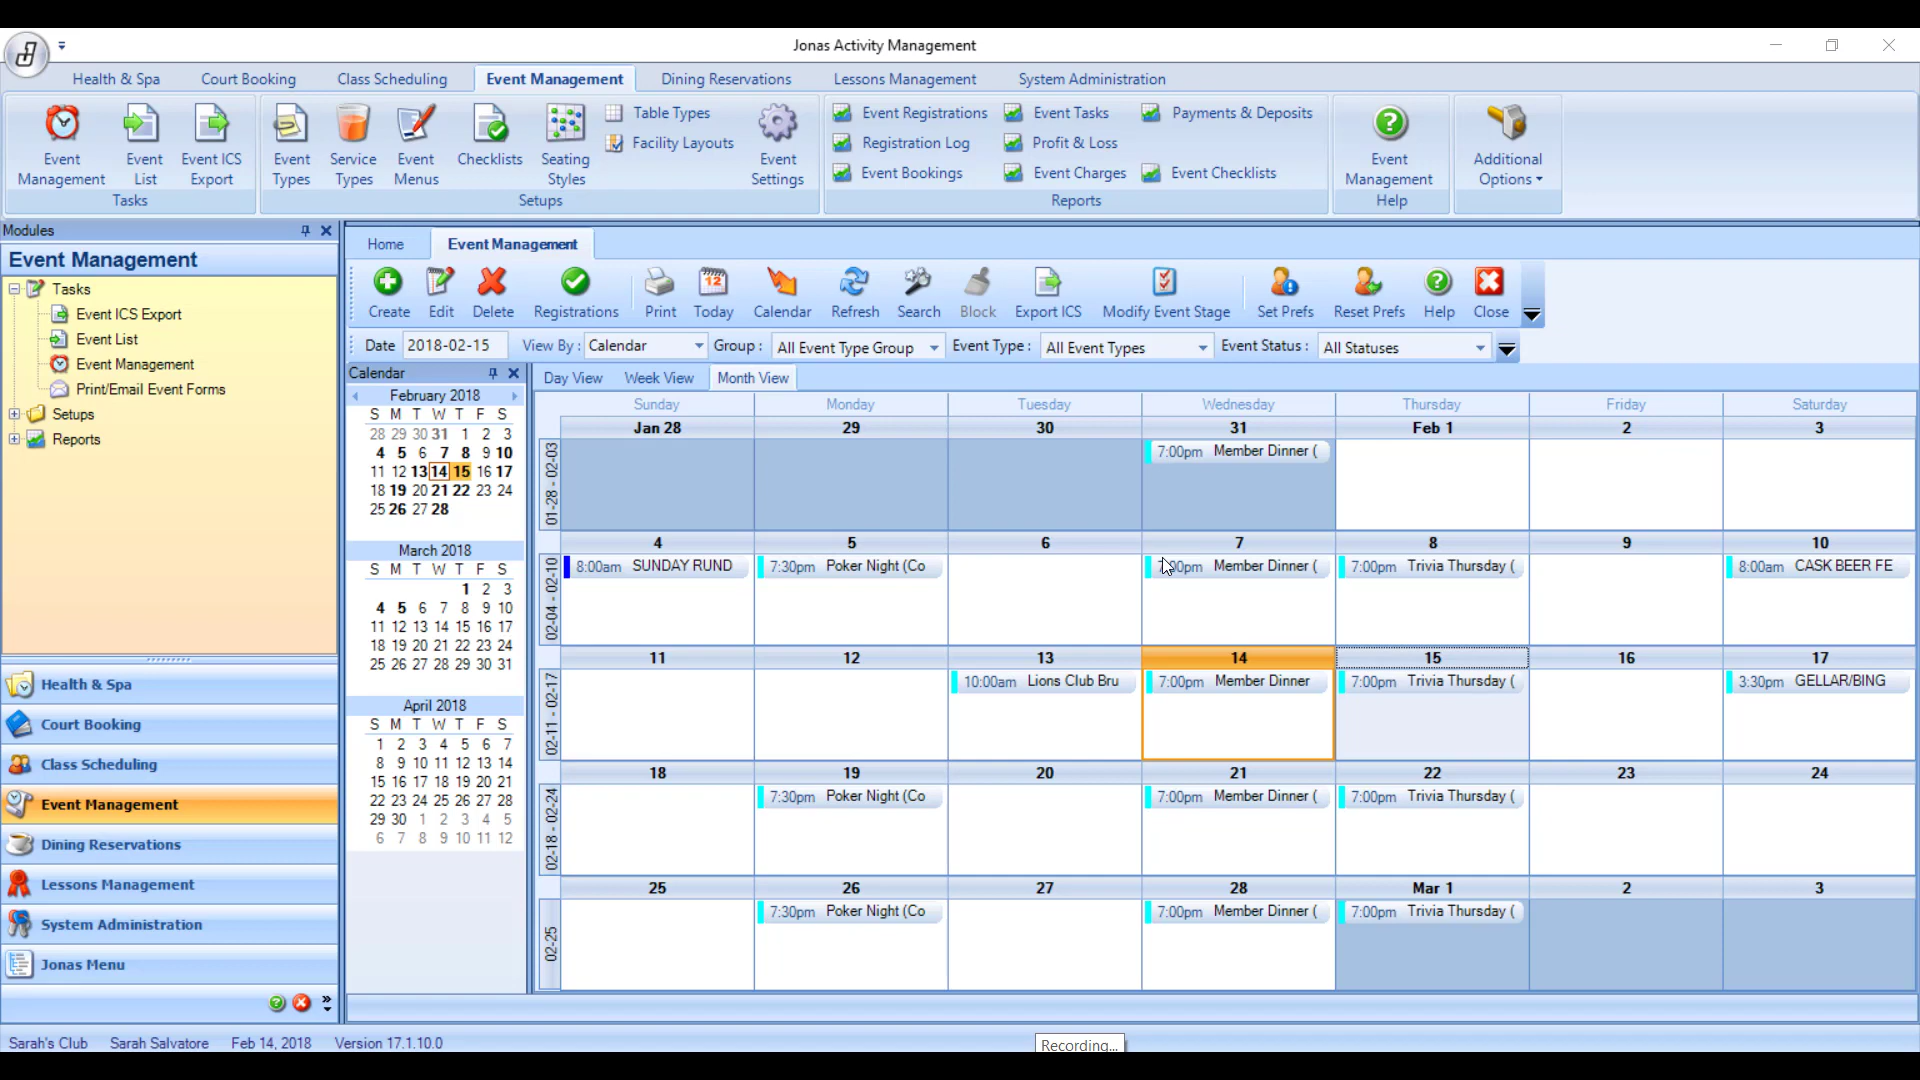 Jonas Activity Management
Health & Spa Court Booking Class Scheduling Event Management Dining Reservations Lessons Management System Administration
Event Management
Event List
Event ICS Export
Tasks
Event Types
Service Types
Event Menus
Checklists
Seating Styles
Table Types
Facility Layouts
Event Settings
Setups
Event Registrations
Registration Log
Event Bookings
Event Tasks
Profit & Loss
Event Charges
Payments & Deposits
Event Checklists
Reports
Event Management
Help
Additional Options
Modules
Event Management
Tasks
Event ICS Export
Event List
Event Management
Print/Email Event Forms
Setups
Reports
Health & Spa
Court Booking
Class Scheduling
Event Management
Dining Reservations
Lessons Management
System Administration
Jonas Menu
Home Event Management
Create Edit Delete Registrations Print Today Calendar Refresh Search Block Export ICS Modify Event Stage Set Prefs Reset Prefs Help Close
Date 2018-02-15 View By : Calendar Group : All Event Type Group Event Type : All Event Types Event Status : All Statuses
Calendar
February 2018
S M T W T F S
28 29 30 31 1 2 3
4 5 6 7 8 9 10
11 12 13 14 15 16 17
18 19 20 21 22 23 24
25 26 27 28
March 2018
S M T W T F S
1 2 3
4 5 6 7 8 9 10
11 12 13 14 15 16 17
18 19 20 21 22 23 24
25 26 27 28 29 30 31
April 2018
S M T W T F S
1 2 3 4 5 6 7
8 9 10 11 12 13 14
15 16 17 18 19 20 21
22 23 24 25 26 27 28
29 30 1 2 3 4 5
6 7 8 9 10 11 12
Day View Week View Month View
Sunday Monday Tuesday Wednesday Thursday Friday Saturday
Jan 28 29 30 31 Feb 1 2 3
01-28 - 02-03
7:00pm Member Dinner (
4 5 6 7 8 9 10
02-04 - 02-10
8:00am SUNDAY RUND 7:30pm Poker Night (Co 7:00pm Member Dinner ( 7:00pm Trivia Thursday ( 8:00am CASK BEER FE
11 12 13 14 15 16 17
02-11 - 02-17
10:00am Lions Club Bru 7:00pm Member Dinner 7:00pm Trivia Thursday ( 3:30pm GELLAR/BING
18 19 20 21 22 23 24
02-18 - 02-24
7:30pm Poker Night (Co 7:00pm Member Dinner ( 7:00pm Trivia Thursday (
25 26 27 28 Mar 1 2 3
02-25
7:30pm Poker Night (Co 7:00pm Member Dinner ( 7:00pm Trivia Thursday (
Sarah's Club Sarah Salvatore Feb 14, 2018 Version 17.1.10.0
Recording...